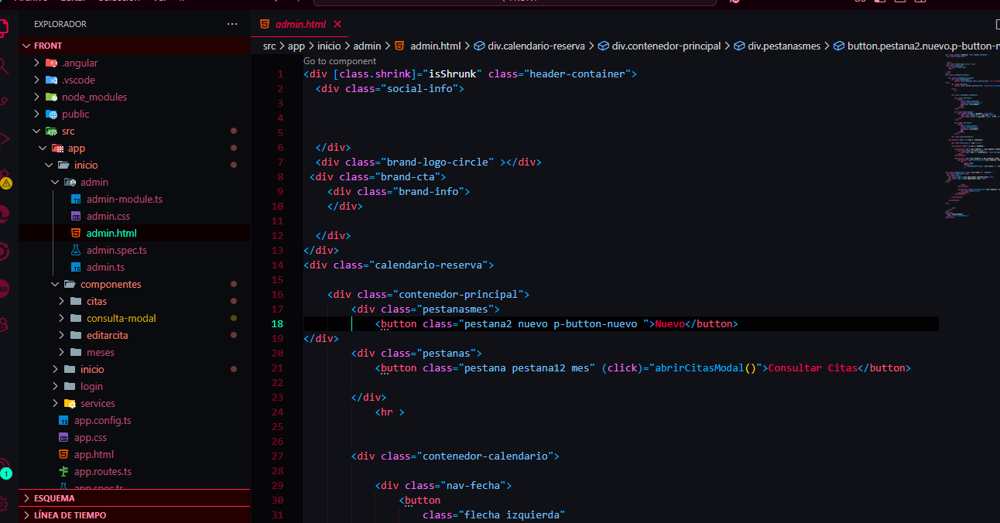 FRONT
EXPLORADOR
FRONT
.angular
.vscode
node_modules
public
src
app
inicio
admin
admin-module.ts
admin.css
admin.html
admin.spec.ts
admin.ts
componentes
citas
consulta-modal
editarcita
meses
inicio
login
services
app.config.ts
app.css
app.html
app.routes.ts
app.spec.ts
ESQUEMA
LÍNEA DE TIEMPO
1
admin.html
src > app > inicio > admin > admin.html > div.calendario-reserva > div.contenedor-principal > div.pestanasmes > button.pestana2.nuevo.p-button-n
Go to component
1 <div [class.shrink]="isShrunk" class="header-container">
2 <div class="social-info">
3
4
5
6 </div>
7 <div class="brand-logo-circle" ></div>
8 <div class="brand-cta">
9 <div class="brand-info">
10 </div>
11
12 </div>
13 </div>
14 <div class="calendario-reserva">
15
16 <div class="contenedor-principal">
17 <div class="pestanasmes">
18 <button class="pestana2 nuevo p-button-nuevo ">Nuevo</button>
19 </div>
20 <div class="pestanas">
21 <button class="pestana pestana12 mes" (click)="abrirCitasModal()">Consultar Citas</button>
22
23 </div>
24 <hr >
25
26
27 <div class="contenedor-calendario">
28
29 <div class="nav-fecha">
30 <button
31 class="flecha izquierda"